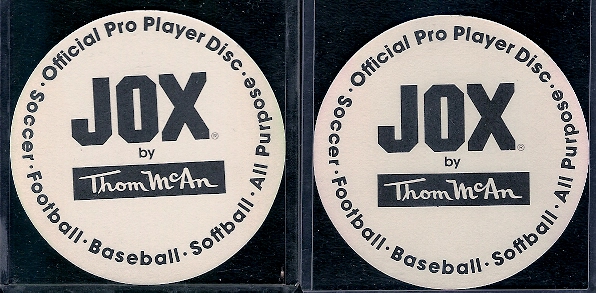 Official Pro Player Disc · All Purpose · Softball · Baseball · Football · Soccer ·
JOX®
by
Thom McAn
Official Pro Player Disc · All Purpose · Softball · Baseball · Football · Soccer ·
JOX®
by
Thom McAn